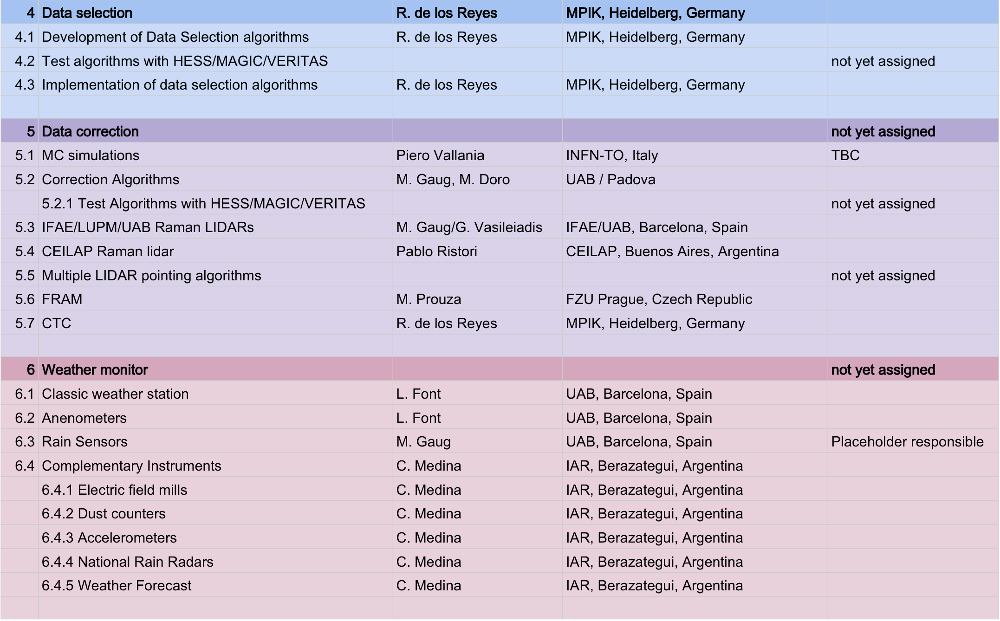 4 Data selection R. de los Reyes MPIK, Heidelberg, Germany
4.1 Development of Data Selection algorithms R. de los Reyes MPIK, Heidelberg, Germany
4.2 Test algorithms with HESS/MAGIC/VERITAS not yet assigned
4.3 Implementation of data selection algorithms R. de los Reyes MPIK, Heidelberg, Germany
5 Data correction not yet assigned
5.1 MC simulations Piero Vallania INFN-TO, Italy TBC
5.2 Correction Algorithms M. Gaug, M. Doro UAB / Padova
5.2.1 Test Algorithms with HESS/MAGIC/VERITAS not yet assigned
5.3 IFAE/LUPM/UAB Raman LIDARs M. Gaug/G. Vasileiadis IFAE/UAB, Barcelona, Spain
5.4 CEILAP Raman lidar Pablo Ristori CEILAP, Buenos Aires, Argentina
5.5 Multiple LIDAR pointing algorithms not yet assigned
5.6 FRAM M. Prouza FZU Prague, Czech Republic
5.7 CTC R. de los Reyes MPIK, Heidelberg, Germany
6 Weather monitor not yet assigned
6.1 Classic weather station L. Font UAB, Barcelona, Spain
6.2 Anenometers L. Font UAB, Barcelona, Spain
6.3 Rain Sensors M. Gaug UAB, Barcelona, Spain Placeholder responsible
6.4 Complementary Instruments C. Medina IAR, Berazategui, Argentina
6.4.1 Electric field mills C. Medina IAR, Berazategui, Argentina
6.4.2 Dust counters C. Medina IAR, Berazategui, Argentina
6.4.3 Accelerometers C. Medina IAR, Berazategui, Argentina
6.4.4 National Rain Radars C. Medina IAR, Berazategui, Argentina
6.4.5 Weather Forecast C. Medina IAR, Berazategui, Argentina